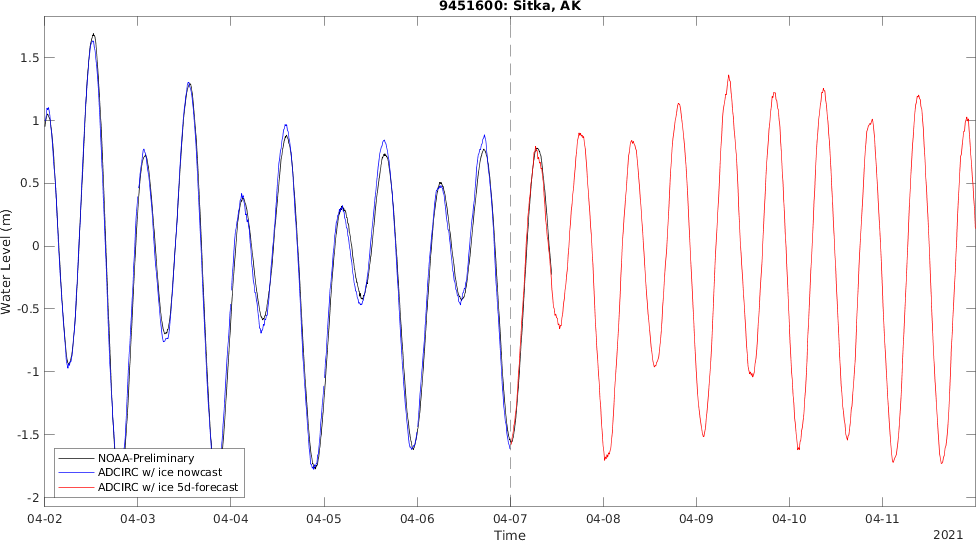 9451600: Sitka, AK
Water Level (m)
1.5
1
0.5
0
-0.5
-1
-1.5
-2
NOAA-Preliminary
ADCIRC w/ ice nowcast
ADCIRC w/ ice 5d-forecast
04-02 04-03 04-04 04-05 04-06 04-07 04-08 04-09 04-10 04-11
Time
2021